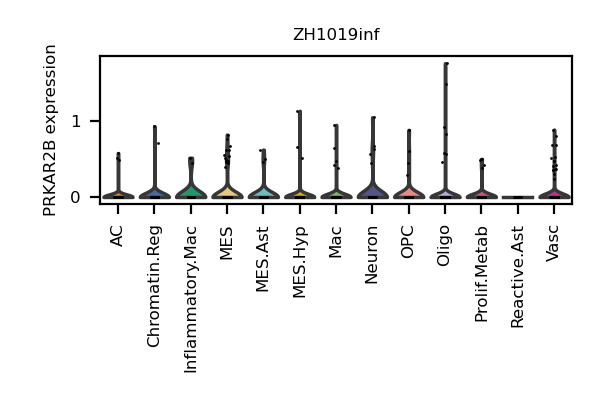 ZH1019inf
PRKAR2B expression
1
0
AC
Chromatin.Reg
Inflammatory.Mac
MES
MES.Ast
MES.Hyp
Mac
Neuron
OPC
Oligo
Prolif.Metab
Reactive.Ast
Vasc